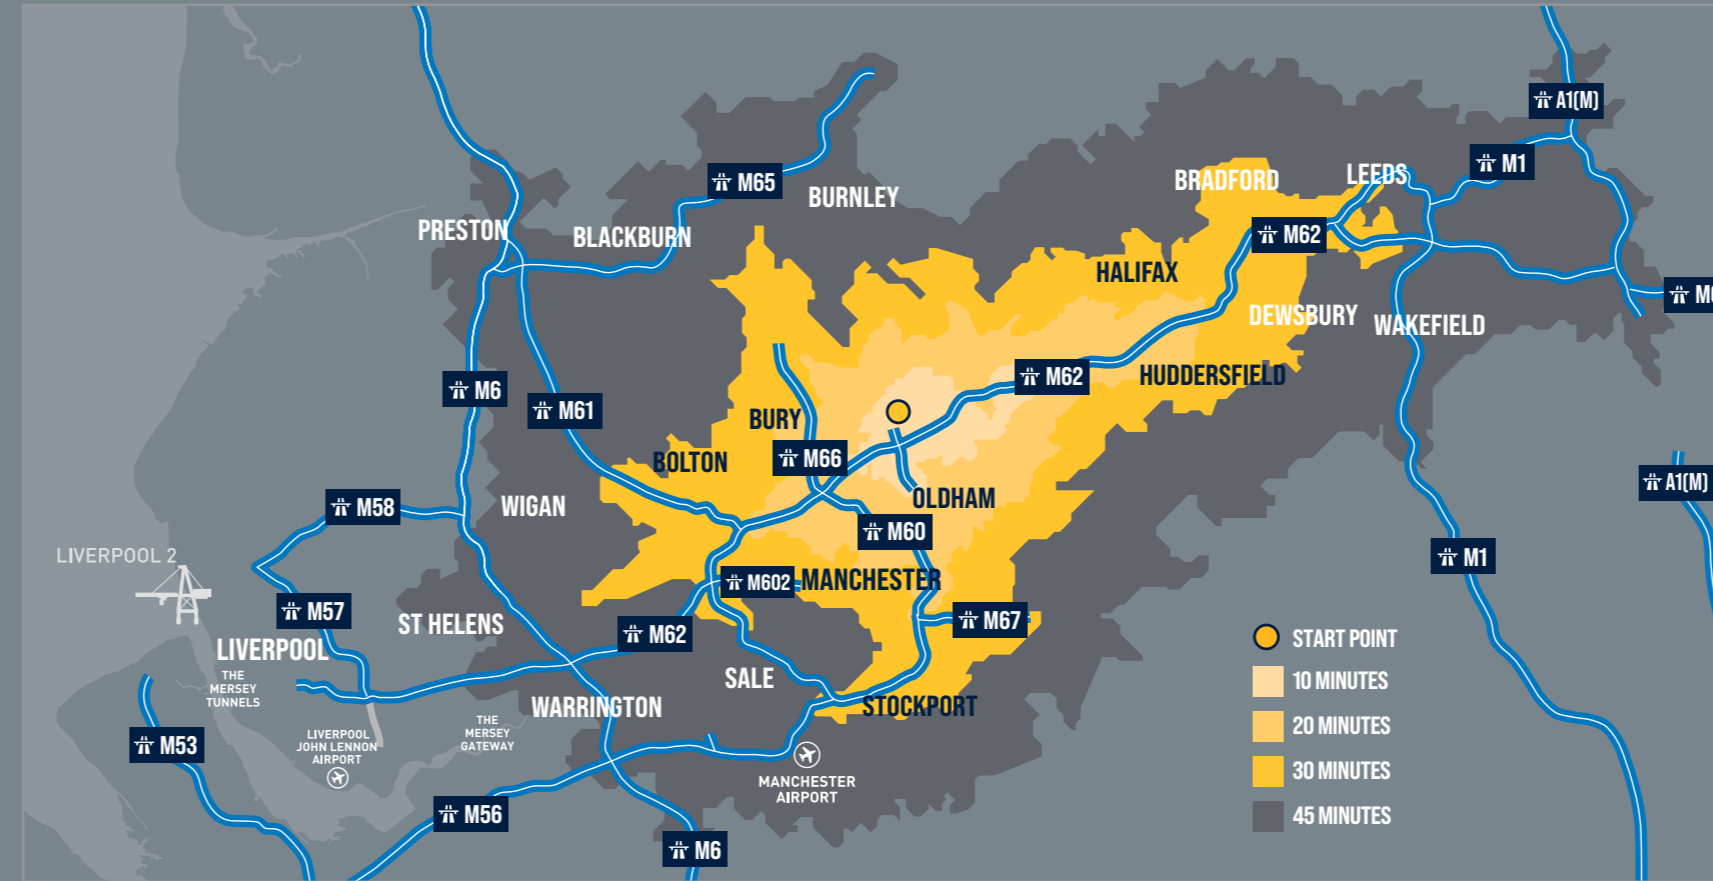 A1(M)
M1
M65
BURNLEY
BRADFORD
LEEDS
PRESTON
BLACKBURN
M62
HALIFAX
M6
DEWSBURY
WAKEFIELD
M6
M61
M62
HUDDERSFIELD
BURY
BOLTON
M66
A1(M)
M58
WIGAN
OLDHAM
M60
LIVERPOOL 2
M1
M602
MANCHESTER
M57
ST HELENS
M62
M67
LIVERPOOL
THE
MERSEY
TUNNELS
SALE
WARRINGTON
STOCKPORT
M53
LIVERPOOL
JOHN LENNON
AIRPORT
THE
MERSEY
GATEWAY
MANCHESTER
AIRPORT
M56
M6
START POINT
10 MINUTES
20 MINUTES
30 MINUTES
45 MINUTES